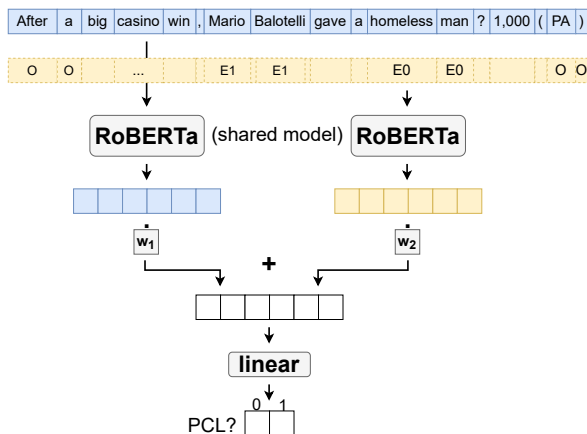 After a big casino win , Mario Balotelli gave a homeless man ? 1,000 ( PA )
O O ... E1 E1 E0 E0 O O
RoBERTa (shared model) RoBERTa
w1 w2
+
linear
0 1
PCL?